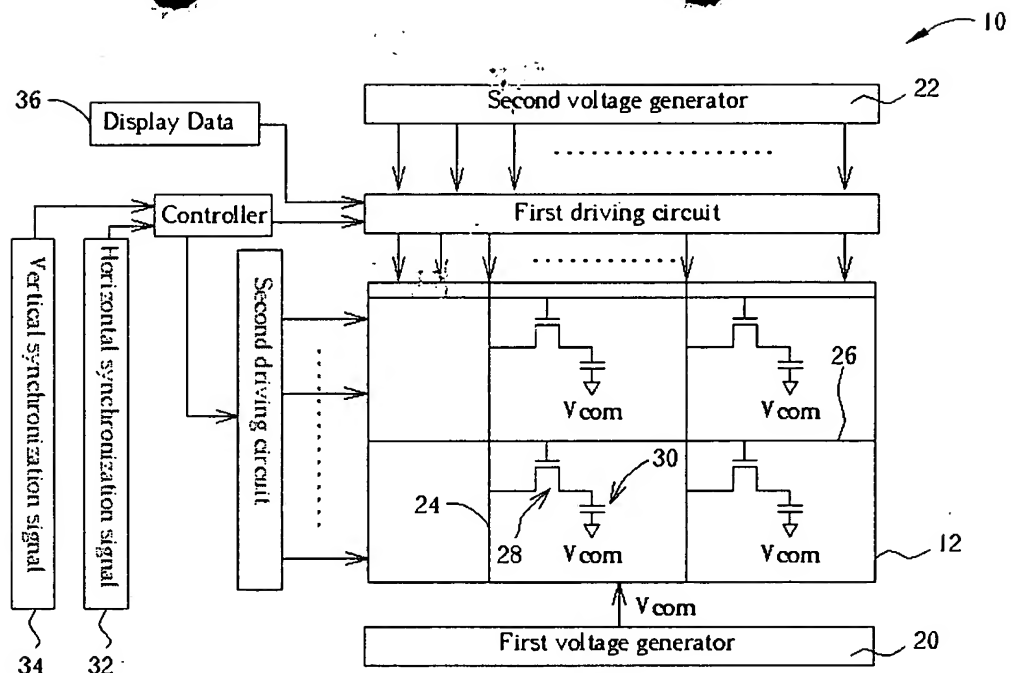 10
Second voltage generator
22
36
Display Data
Controller
First driving circuit
Vertical synchronization signal
Horizontal synchronization signal
Second driving circuit
26
Vcom
Vcom
24
28
30
Vcom
Vcom
12
Vcom
First voltage generator
20
34
32